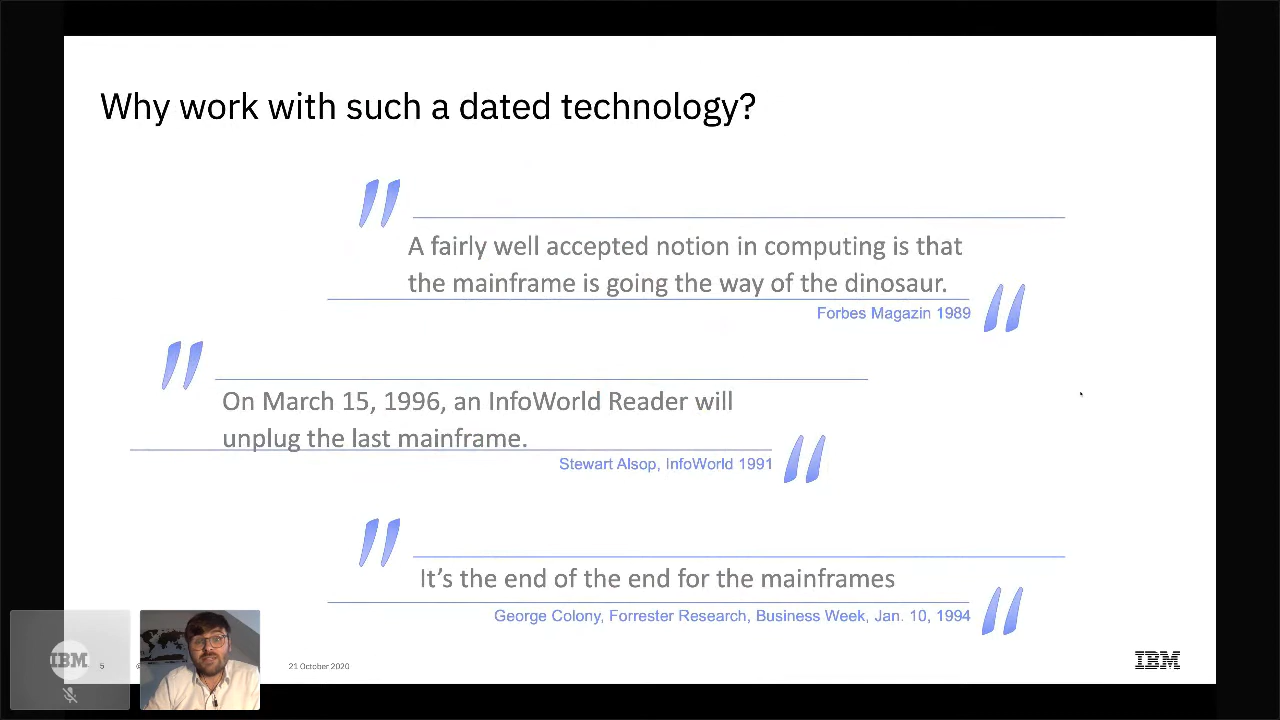 Why work with such a dated technology?
A fairly well accepted notion in computing is that
the mainframe is going the way of the dinosaur.
Forbes Magazin 1989
On March 15, 1996, an InfoWorld Reader will
unplug the last mainframe.
Stewart Alsop, InfoWorld 1991
It’s the end of the end for the mainframes
George Colony, Forrester Research, Business Week, Jan. 10, 1994
IBM
5
21 October 2020
IBM